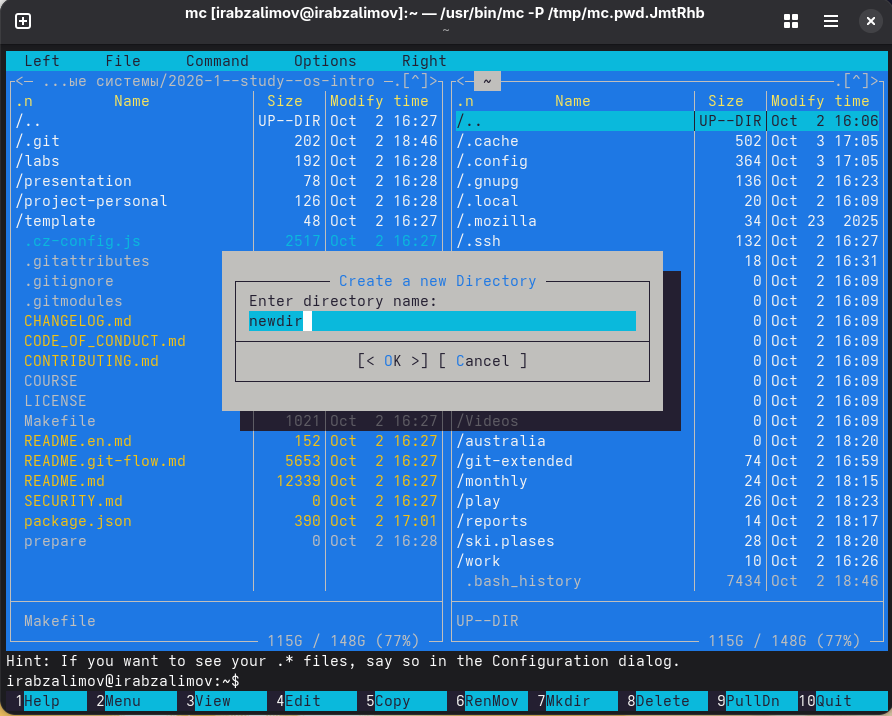 mc [irabzalimov@irabzalimov]:~ — /usr/bin/mc -P /tmp/mc.pwd.JmtRhb
~
Left File Command Options Right
<— ...ые системы/2026-1--study--os-intro —.[^]>
.n Name Size Modify time
/.. UP--DIR Oct 2 16:27
/.git 202 Oct 2 18:46
/labs 192 Oct 2 16:28
/presentation 78 Oct 2 16:28
/project-personal 126 Oct 2 16:28
/template 48 Oct 2 16:27
.cz-config.js 2517 Oct 2 16:27
.gitattributes
.gitignore
.gitmodules
CHANGELOG.md
CODE_OF_CONDUCT.md
CONTRIBUTING.md
COURSE
LICENSE
Makefile 1021 Oct 2 16:27
README.en.md 152 Oct 2 16:27
README.git-flow.md 5653 Oct 2 16:27
README.md 12339 Oct 2 16:27
SECURITY.md 0 Oct 2 16:27
package.json 390 Oct 2 17:01
prepare 0 Oct 2 16:28
Makefile
115G / 148G (77%)
<— ~ .[^]>
.n Name Size Modify time
/.. UP--DIR Oct 2 16:06
/.cache 502 Oct 3 17:05
/.config 364 Oct 3 17:05
/.gnupg 136 Oct 2 16:23
/.local 20 Oct 2 16:09
/.mozilla 34 Oct 23 2025
/.ssh 132 Oct 2 16:27
18 Oct 2 16:31
0 Oct 2 16:09
0 Oct 2 16:09
0 Oct 2 16:09
0 Oct 2 16:09
0 Oct 2 16:09
0 Oct 2 16:09
0 Oct 2 16:09
/Videos 0 Oct 2 16:09
/australia 0 Oct 2 18:20
/git-extended 74 Oct 2 16:59
/monthly 24 Oct 2 18:15
/play 26 Oct 2 18:23
/reports 14 Oct 2 18:17
/ski.plases 28 Oct 2 18:20
/work 10 Oct 2 16:26
.bash_history 7434 Oct 2 18:46
UP--DIR
115G / 148G (77%)
Create a new Directory
Enter directory name:
newdir
[< OK >] [ Cancel ]
Hint: If you want to see your .* files, say so in the Configuration dialog.
irabzalimov@irabzalimov:~$
1Help 2Menu 3View 4Edit 5Copy 6RenMov 7Mkdir 8Delete 9PullDn 10Quit